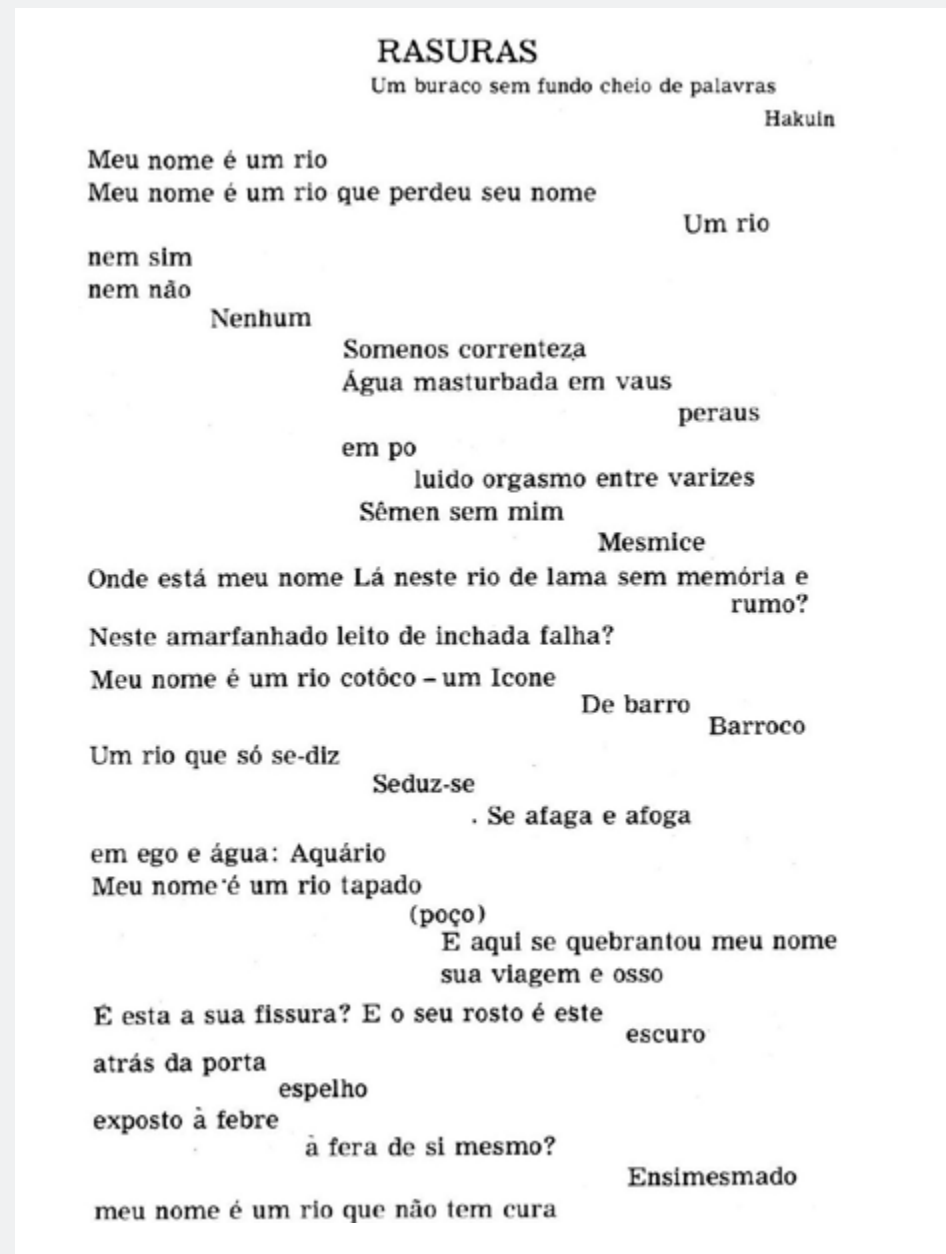 RASURAS
Um buraco sem fundo cheio de palavras
Hakuin
Meu nome é um rio
Meu nome é um rio que perdeu seu nome
Um rio
nem sim
nem não
Nenhum
Somenos correnteza
Água masturbada em vaus
peraus
em po
luido orgasmo entre varizes
Sêmen sem mim
Mesmice
Onde está meu nome Lá neste rio de lama sem memória e
rumo?
Neste amarfanhado leito de inchada falha?
Meu nome é um rio cotôco – um Icone
De barro
Barroco
Um rio que só se-diz
Seduz-se
. Se afaga e afoga
em ego e água: Aquário
Meu nome é um rio tapado
(poço)
E aqui se quebrantou meu nome
sua viagem e osso
É esta a sua fissura? E o seu rosto é este
escuro
atrás da porta
espelho
exposto à febre
à fera de si mesmo?
Ensimesmado
meu nome é um rio que não tem cura